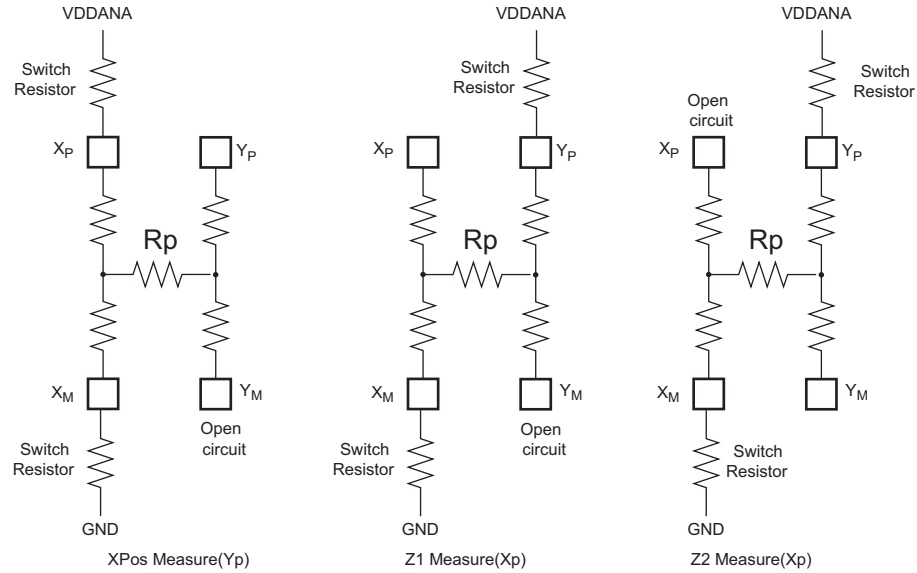 VDDANA
Switch
Resistor
XP
YP
Rp
XM
YM
Open
circuit
Switch
Resistor
GND
XPos Measure(Yp)
VDDANA
Switch
Resistor
XP
YP
Rp
XM
YM
Open
circuit
Switch
Resistor
GND
Z1 Measure(Xp)
VDDANA
Switch
Resistor
Open
circuit
XP
YP
Rp
XM
YM
Switch
Resistor
GND
Z2 Measure(Xp)